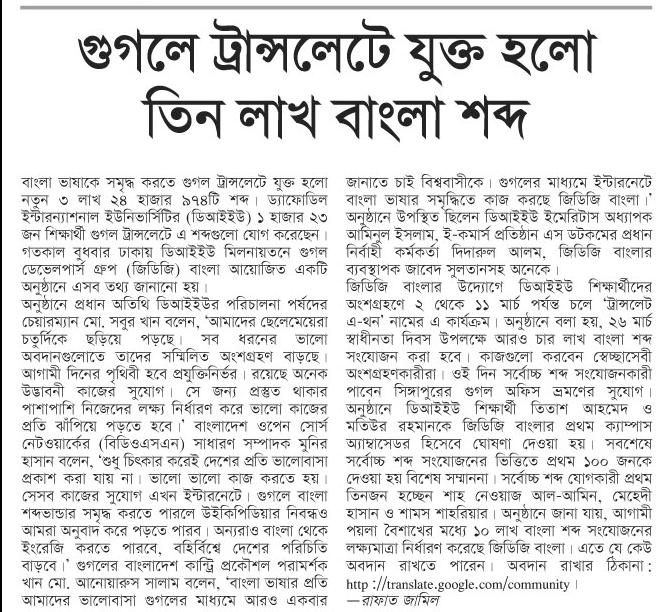 গুগলে ট্রান্সলেটে যুক্ত হলো
তিন লাখ বাংলা শব্দ
বাংলা ভাষাকে সমৃদ্ধ করতে গুগল ট্রান্সলেটে যুক্ত হলো
নতুন ৩ লাখ ২৪ হাজার ৯৭৪টি শব্দ। ড্যাফোডিল
ইন্টারন্যাশনাল ইউনিভার্সিটির (ডিআইইউ) ১ হাজার ২৩
জন শিক্ষার্থী গুগল ট্রান্সলেটে এ শব্দগুলো যোগ করেছেন।
গতকাল বুধবার ঢাকায় ডিআইইউ মিলনায়তনে গুগল
ডেভেলপার্স গ্রুপ (জিডিজি) বাংলা আয়োজিত একটি
অনুষ্ঠানে এসব তথ্য জানানো হয়।
অনুষ্ঠানে প্রধান অতিথি ডিআইইউর পরিচালনা পর্ষদের
চেয়ারম্যান মো. সবুর খান বলেন, ‘আমাদের ছেলেমেয়েরা
চতুর্দিকে ছড়িয়ে পড়ছে। সব ধরনের ভালো
অবদানগুলোতে তাদের সম্মিলিত অংশগ্রহণ বাড়ছে।
আগামী দিনের পৃথিবী হবে প্রযুক্তিনির্ভর। রয়েছে অনেক
উদ্ভাবনী কাজের সুযোগ। সে জন্য প্রস্তুত থাকার
পাশাপাশি নিজেদের লক্ষ্য নির্ধারণ করে ভালো কাজের
প্রতি ঝাঁপিয়ে পড়তে হবে।’ বাংলাদেশ ওপেন সোর্স
নেটওয়ার্কের (বিডিওএসএন) সাধারণ সম্পাদক মুনির
হাসান বলেন, ‘শুধু চিৎকার করেই দেশের প্রতি ভালোবাসা
প্রকাশ করা যায় না। ভালো ভালো কাজ করতে হয়।
সেসব কাজের সুযোগ এখন ইন্টারনেটে। গুগলে বাংলা
শব্দভান্ডার সমৃদ্ধ করতে পারলে উইকিপিডিয়ার নিবন্ধও
আমরা অনুবাদ করে পড়তে পারব। অন্যরাও বাংলা থেকে
ইংরেজি করতে পারবে, বহির্বিশ্বে দেশের পরিচিতি
বাড়বে।’ গুগলের বাংলাদেশ কান্ট্রি প্রকৌশল পরামর্শক
খান মো. আনোয়ারুস সালাম বলেন, ‘বাংলা ভাষার প্রতি
আমাদের ভালোবাসা গুগলের মাধ্যমে আরও একবার
জানাতে চাই বিশ্ববাসীকে। গুগলের মাধ্যমে ইন্টারনেটে
বাংলা ভাষার সমৃদ্ধিতে কাজ করছে জিডিজি বাংলা।’
অনুষ্ঠানে উপস্থিত ছিলেন ডিআইইউ ইমেরিটাস অধ্যাপক
আমিনুল ইসলাম, ই-কমার্স প্রতিষ্ঠান এস ডটকমের প্রধান
নির্বাহী কর্মকর্তা দিদারুল আলম, জিডিজি বাংলার
ব্যবস্থাপক জাবেদ সুলতানসহ অনেকে।
জিডিজি বাংলার উদ্যোগে ডিআইইউ শিক্ষার্থীদের
অংশগ্রহণে ২ থেকে ১১ মার্চ পর্যন্ত চলে ‘ট্রান্সলেট
এ-থন’ নামের এ কার্যক্রম। অনুষ্ঠানে বলা হয়, ২৬ মার্চ
স্বাধীনতা দিবস উপলক্ষে আরও চার লাখ বাংলা শব্দ
সংযোজন করা হবে। কাজগুলো করবেন স্বেচ্ছাসেবী
অংশগ্রহণকারীরা। ওই দিন সর্বোচ্চ শব্দ সংযোজনকারী
পাবেন সিঙ্গাপুরের গুগল অফিস ভ্রমণের সুযোগ।
অনুষ্ঠানে ডিআইইউ শিক্ষার্থী তিতাশ আহমেদ ও
মতিউর রহমানকে জিডিজি বাংলার প্রথম ক্যাম্পাস
অ্যাম্বাসেডর হিসেবে ঘোষণা দেওয়া হয়। সবশেষে
সর্বোচ্চ শব্দ সংযোজনের ভিত্তিতে প্রথম ১০০ জনকে
দেওয়া হয় বিশেষ সম্মাননা। সর্বোচ্চ শব্দ যোগকারী প্রথম
তিনজন হচ্ছেন শাহ নেওয়াজ আল-আমিন, মেহেদী
হাসান ও শামস শাহরিয়ার। অনুষ্ঠানে জানা যায়, আগামী
পয়লা বৈশাখের মধ্যে ১০ লাখ বাংলা শব্দ সংযোজনের
লক্ষ্যমাত্রা নির্ধারণ করেছে জিডিজি বাংলা। এতে যে কেউ
অবদান রাখতে পারেন। অবদান রাখার ঠিকানা:
http://translate.google.com/community।
—রাফাত জামিল